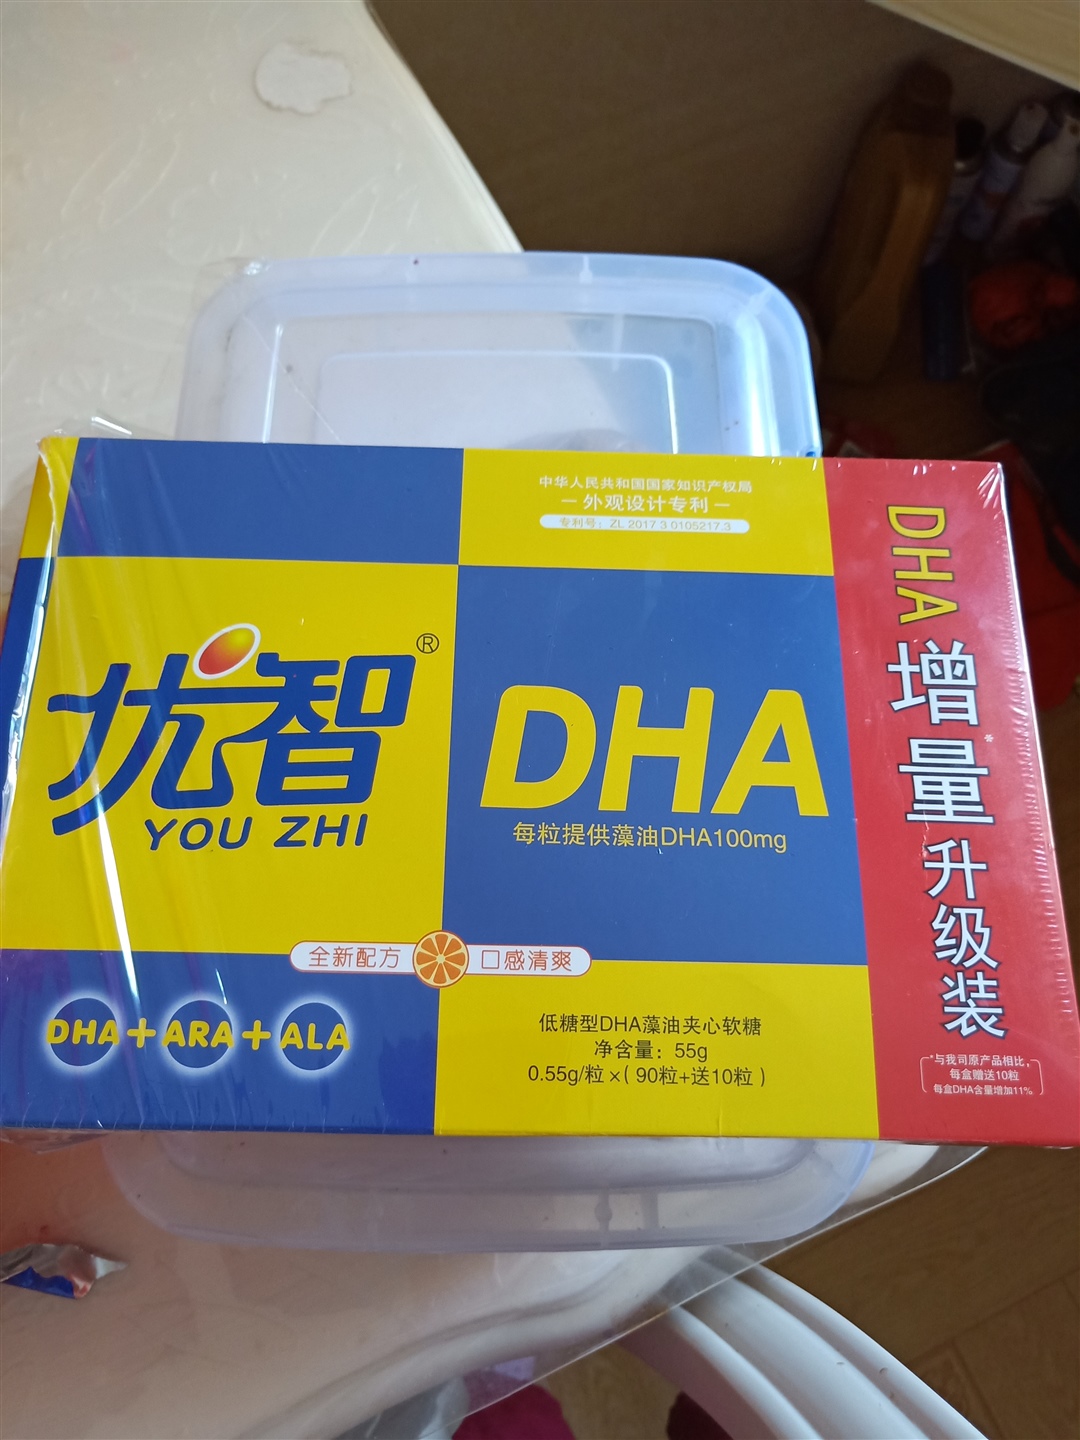 中华人民共和国国家知识产权局
—外观设计专利—
专利号：ZL 2017 3 0105217.3
优智®
YOU ZHI
DHA
每粒提供藻油DHA100mg
全新配方 口感清爽
DHA+ARA+ALA
低糖型DHA藻油夹心软糖
净含量：55g
0.55g/粒×（90粒+送10粒）
DHA增量*升级装
*与我司原产品相比，
每盒赠送10粒
每盒DHA含量增加11%